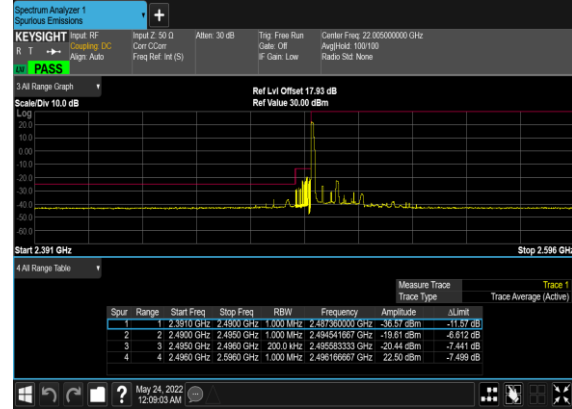 Spectrum Analyzer 1
Spurious Emissions
KEYSIGHT Input: RF
R T Coupling: DC
Align: Auto
Input Z: 50 Ω
Corr CCorr
Freq Ref: Int (S)
Atten: 30 dB
Trig: Free Run
Gate: Off
IF Gain: Low
Center Freq: 22.005000000 GHz
Avg|Hold: 100/100
Radio Std: None
PASS
3 All Range Graph
Scale/Div 10.0 dB
Ref Lvl Offset 17.93 dB
Ref Value 30.00 dBm
Log
20.0
10.0
0.00
-10.0
-20.0
-30.0
-40.0
-50.0
-60.0
Start 2.391 GHz
Stop 2.596 GHz
4 All Range Table
Measure Trace Trace 1
Trace Type Trace Average (Active)
Spur Range Start Freq Stop Freq RBW Frequency Amplitude ΔLimit
1 1 2.3910 GHz 2.4900 GHz 1.000 MHz 2.487360000 GHz -36.57 dBm -11.57 dB
2 2 2.4900 GHz 2.4950 GHz 1.000 MHz 2.494541667 GHz -19.61 dBm -6.612 dB
3 3 2.4950 GHz 2.4960 GHz 200.0 kHz 2.495583333 GHz -20.44 dBm -7.441 dB
4 4 2.4960 GHz 2.5960 GHz 1.000 MHz 2.496166667 GHz 22.50 dBm -7.499 dB
?
May 24, 2022
12:09:03 AM